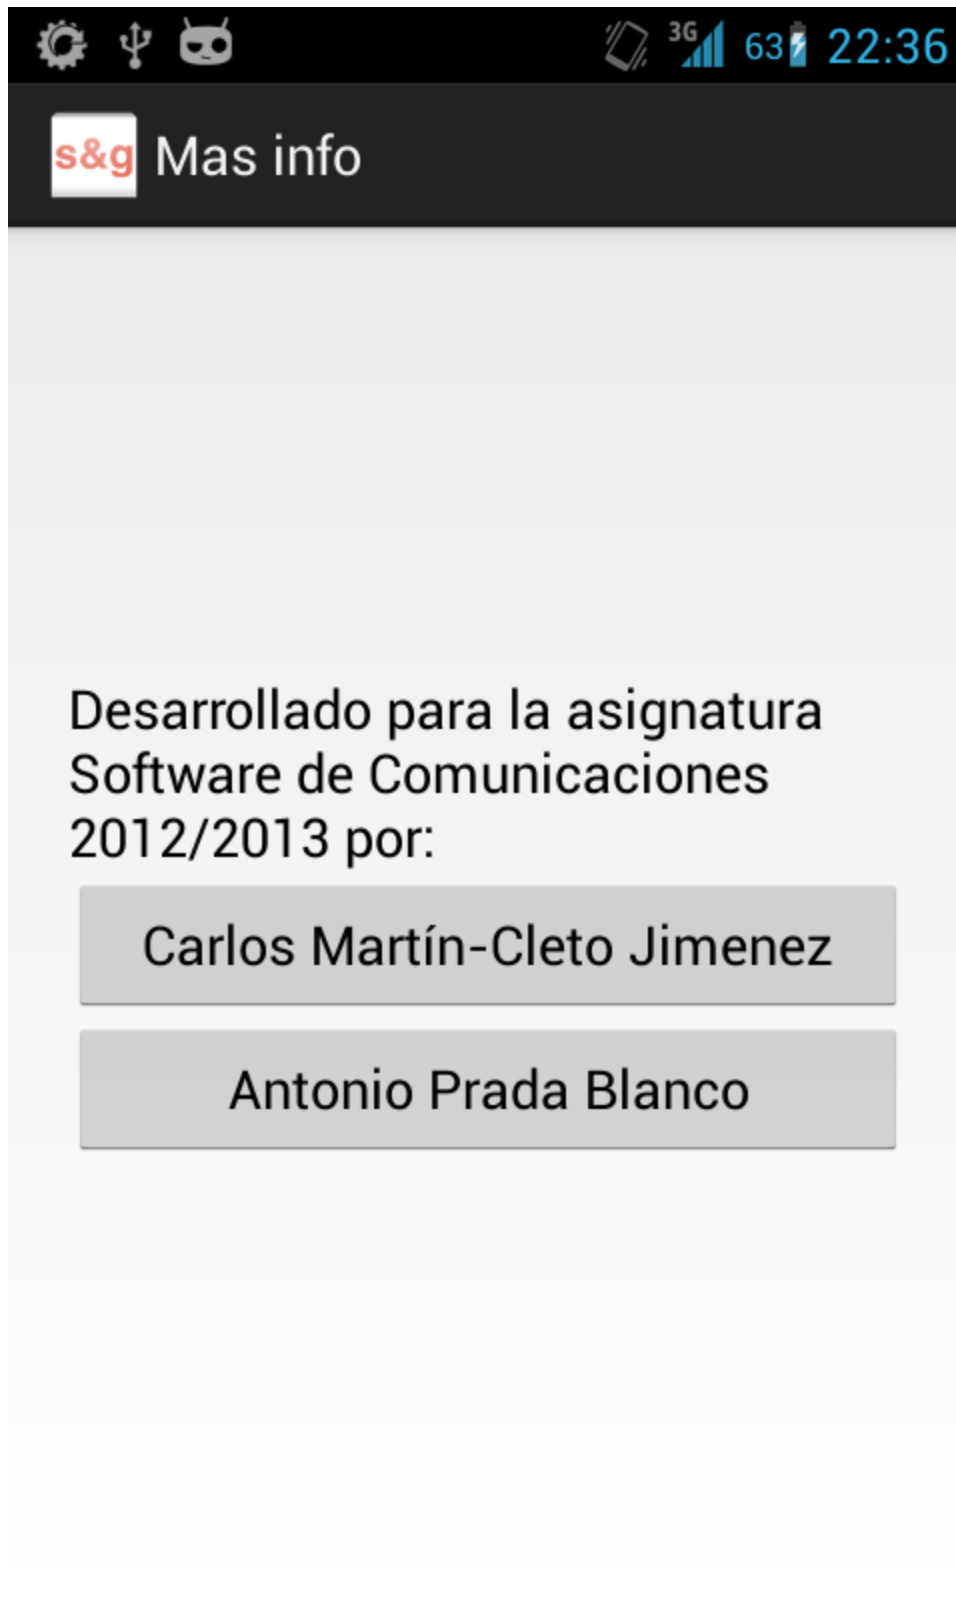 3G 63 22:36
s&g Mas info
Desarrollado para la asignatura
Software de Comunicaciones
2012/2013 por:
Carlos Martín-Cleto Jimenez
Antonio Prada Blanco